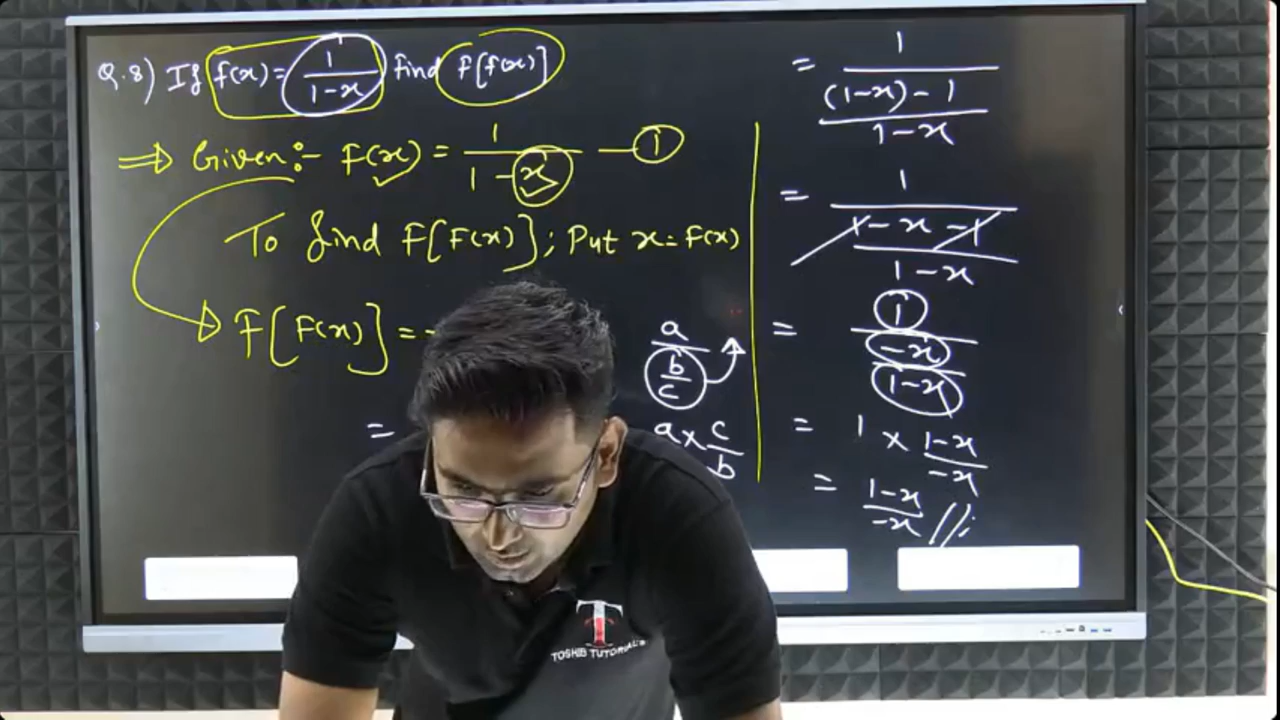 Q.8) If f(x) = 1/(1-x) find f[f(x)]
⇒ Given:- f(x) = 1/(1-x) — ①
To find f[f(x)]; Put x = f(x)
f[f(x)] =
=
a/(b/c)
a × c/b
= 1/(((1-x)-1)/(1-x))
= 1/((1-x-1)/(1-x))
= 1/(-x/(1-x))
= 1 × (1-x)/(-x)
= (1-x)/(-x) //;
T
TOSHIB TUTORIALS